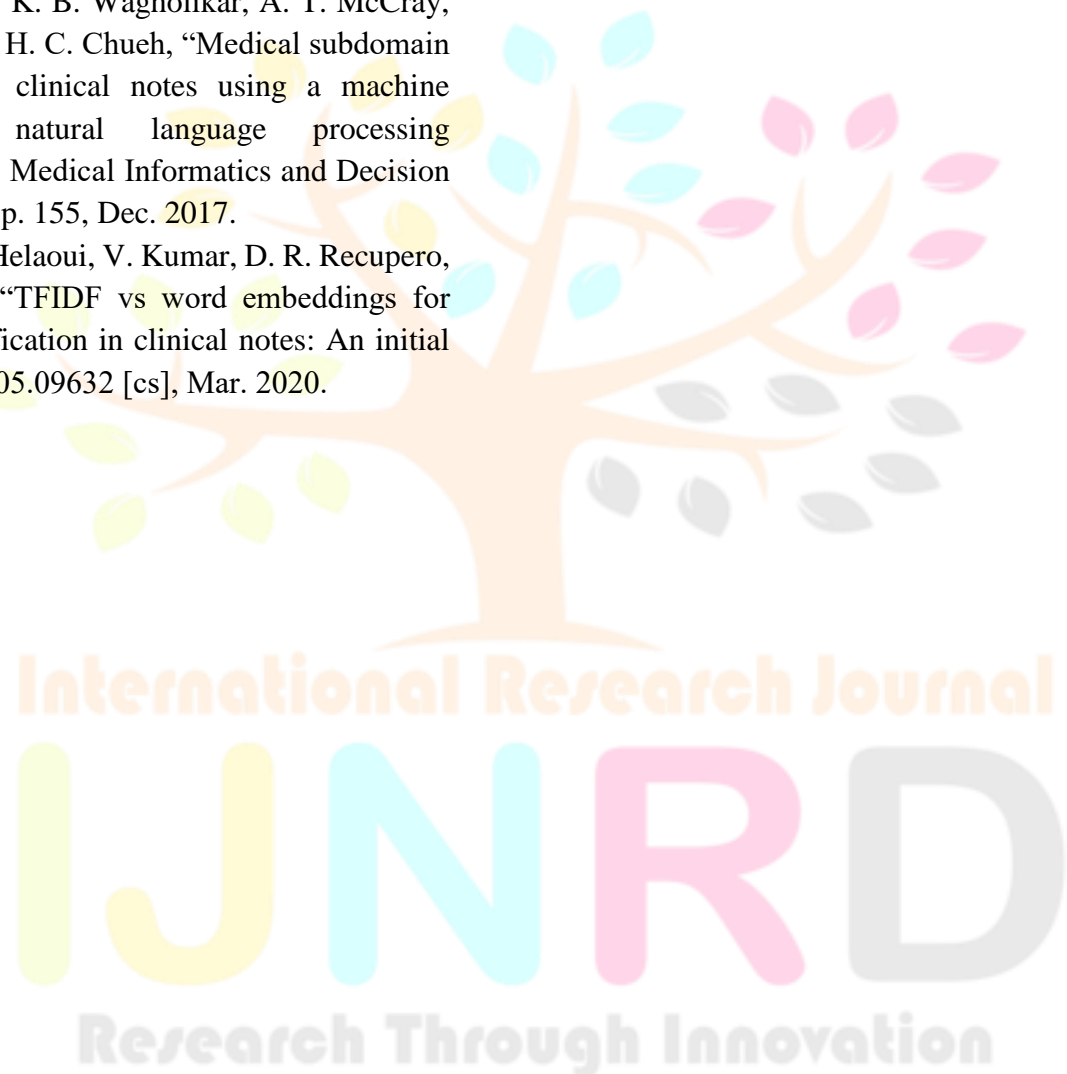 K. B. Wagholikar, A. T. McCray,
H. C. Chueh, “Medical subdomain
clinical notes using a machine
natural language processing
Medical Informatics and Decision
p. 155, Dec. 2017.
Helaoui, V. Kumar, D. R. Recupero,
“TFIDF vs word embeddings for
fication in clinical notes: An initial
05.09632 [cs], Mar. 2020.
International Research Journal
IJNRD
Research Through Innovation